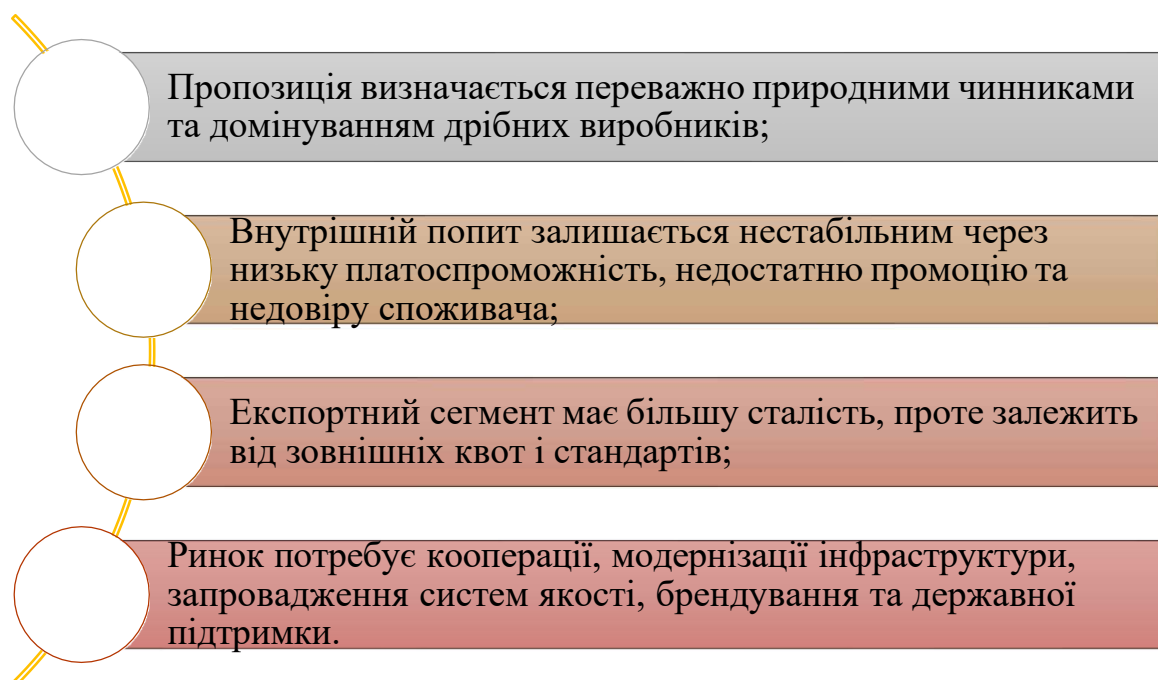 Пропозиція визначається переважно природними чинниками
та домінуванням дрібних виробників;
Внутрішній попит залишається нестабільним через
низьку платоспроможність, недостатню промоцію та
недовіру споживача;
Експортний сегмент має більшу сталість, проте залежить
від зовнішніх квот і стандартів;
Ринок потребує кооперації, модернізації інфраструктури,
запровадження систем якості, брендування та державної
підтримки.